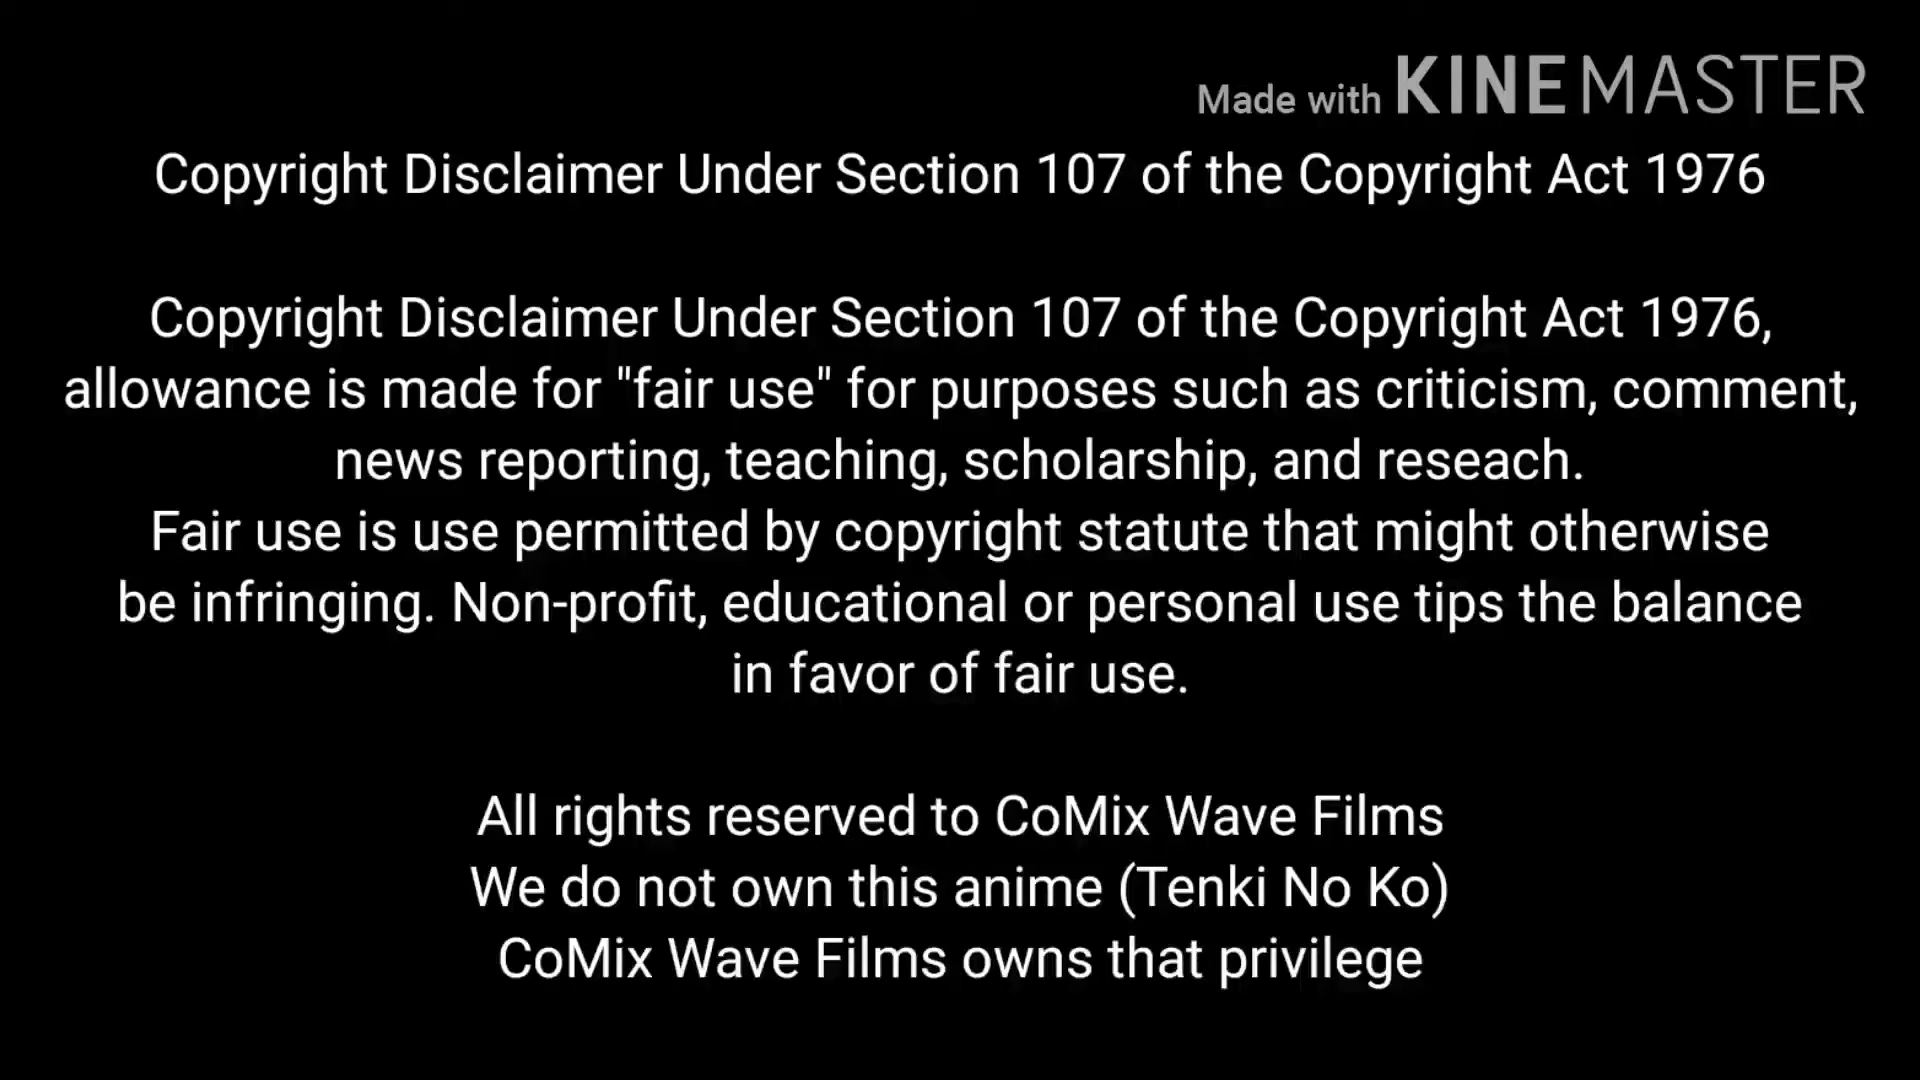 Made with KINEMASTER
Copyright Disclaimer Under Section 107 of the Copyright Act 1976
Copyright Disclaimer Under Section 107 of the Copyright Act 1976,
allowance is made for "fair use" for purposes such as criticism, comment,
news reporting, teaching, scholarship, and reseach.
Fair use is use permitted by copyright statute that might otherwise
be infringing. Non-profit, educational or personal use tips the balance
in favor of fair use.
All rights reserved to CoMix Wave Films
We do not own this anime (Tenki No Ko)
CoMix Wave Films owns that privilege